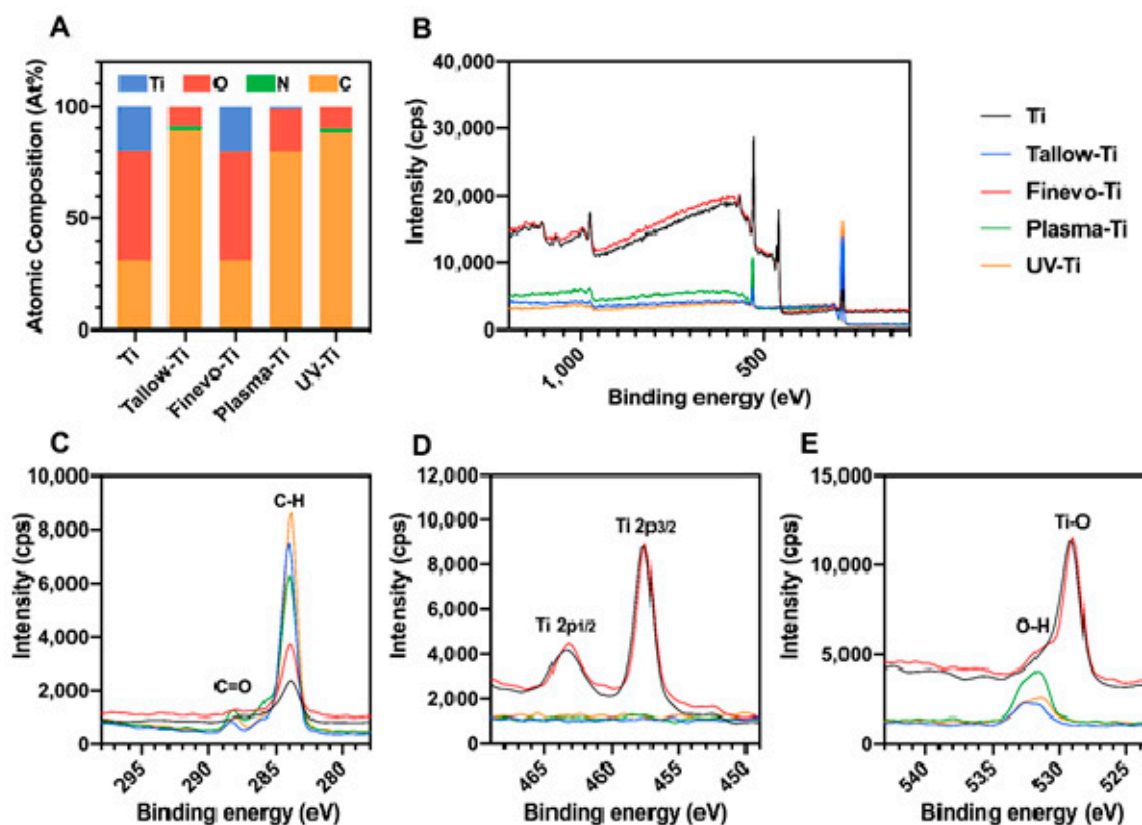 A
Atomic Composition (At%)
Ti O N C
100
50
0
Ti
Tallow-Ti
Finevo-Ti
Plasma-Ti
UV-Ti
B
Intensity (cps)
40,000
30,000
20,000
10,000
0
1,000
500
Binding energy (eV)
Ti
Tallow-Ti
Finevo-Ti
Plasma-Ti
UV-Ti
C
Intensity (cps)
10,000
8,000
6,000
4,000
2,000
0
C-H
C=O
295
290
285
280
Binding energy (eV)
D
Intensity (cps)
12,000
10,000
8,000
6,000
4,000
2,000
0
Ti 2p3/2
Ti 2p1/2
465
460
455
450
Binding energy (eV)
E
Intensity (cps)
15,000
10,000
5,000
0
Ti-O
O-H
540
535
530
525
Binding energy (eV)